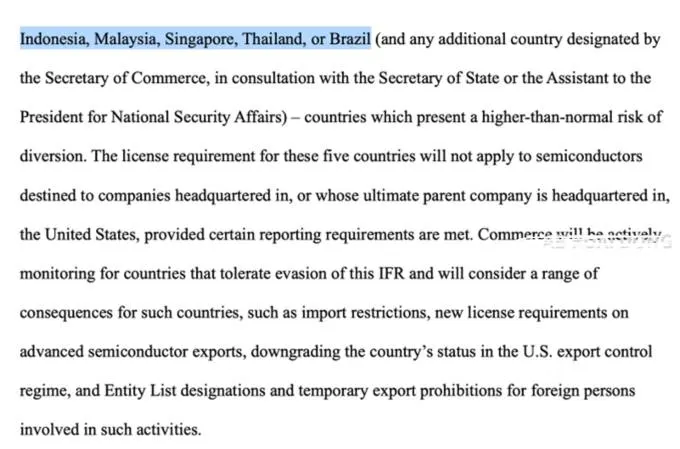 Indonesia, Malaysia, Singapore, Thailand, or Brazil (and any additional country designated by
the Secretary of Commerce, in consultation with the Secretary of State or the Assistant to the
President for National Security Affairs) – countries which present a higher-than-normal risk of
diversion. The license requirement for these five countries will not apply to semiconductors
destined to companies headquartered in, or whose ultimate parent company is headquartered in,
the United States, provided certain reporting requirements are met. Commerce will be actively
monitoring for countries that tolerate evasion of this IFR and will consider a range of
consequences for such countries, such as import restrictions, new license requirements on
advanced semiconductor exports, downgrading the country’s status in the U.S. export control
regime, and Entity List designations and temporary export prohibitions for foreign persons
involved in such activities.